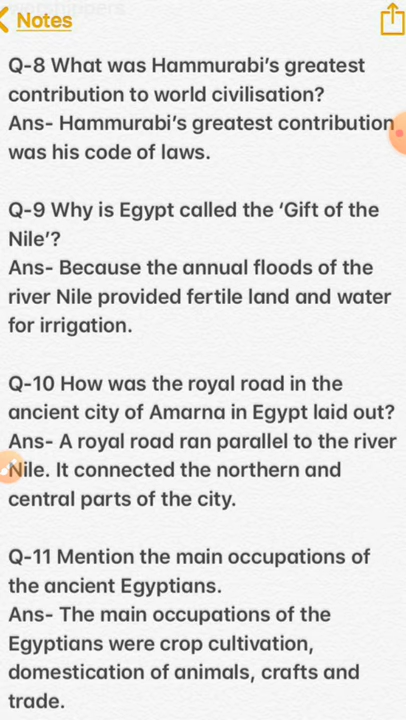 Notes
Q-8 What was Hammurabi's greatest
contribution to world civilisation?
Ans- Hammurabi's greatest contribution
was his code of laws.
Q-9 Why is Egypt called the 'Gift of the
Nile'?
Ans- Because the annual floods of the
river Nile provided fertile land and water
for irrigation.
Q-10 How was the royal road in the
ancient city of Amarna in Egypt laid out?
Ans- A royal road ran parallel to the river
Nile. It connected the northern and
central parts of the city.
Q-11 Mention the main occupations of
the ancient Egyptians.
Ans- The main occupations of the
Egyptians were crop cultivation,
domestication of animals, crafts and
trade.